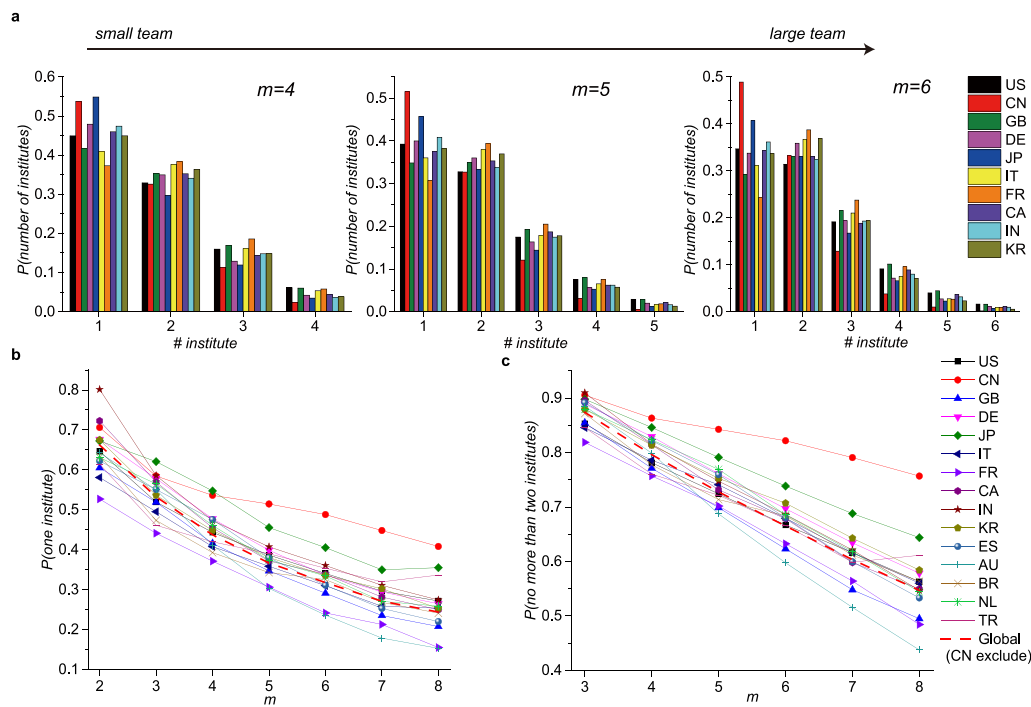 a
small team
large team
m=4
m=5
m=6
P(number of institutes)
0.6
0.5
0.4
0.3
0.2
0.1
0.0
1 2 3 4
# institute
P(number of institutes)
0.5
0.4
0.3
0.2
0.1
0.0
1 2 3 4 5
# institute
P(number of institutes)
0.5
0.4
0.3
0.2
0.1
0.0
1 2 3 4 5 6
# institute
US
CN
GB
DE
JP
IT
FR
CA
IN
KR
b
P(one institute)
0.8
0.7
0.6
0.5
0.4
0.3
0.2
0.1
2 3 4 5 6 7 8
m
c
P(no more than two institutes)
0.9
0.8
0.7
0.6
0.5
0.4
3 4 5 6 7 8
m
US
CN
GB
DE
JP
IT
FR
CA
IN
KR
ES
AU
BR
NL
TR
Global
(CN exclude)